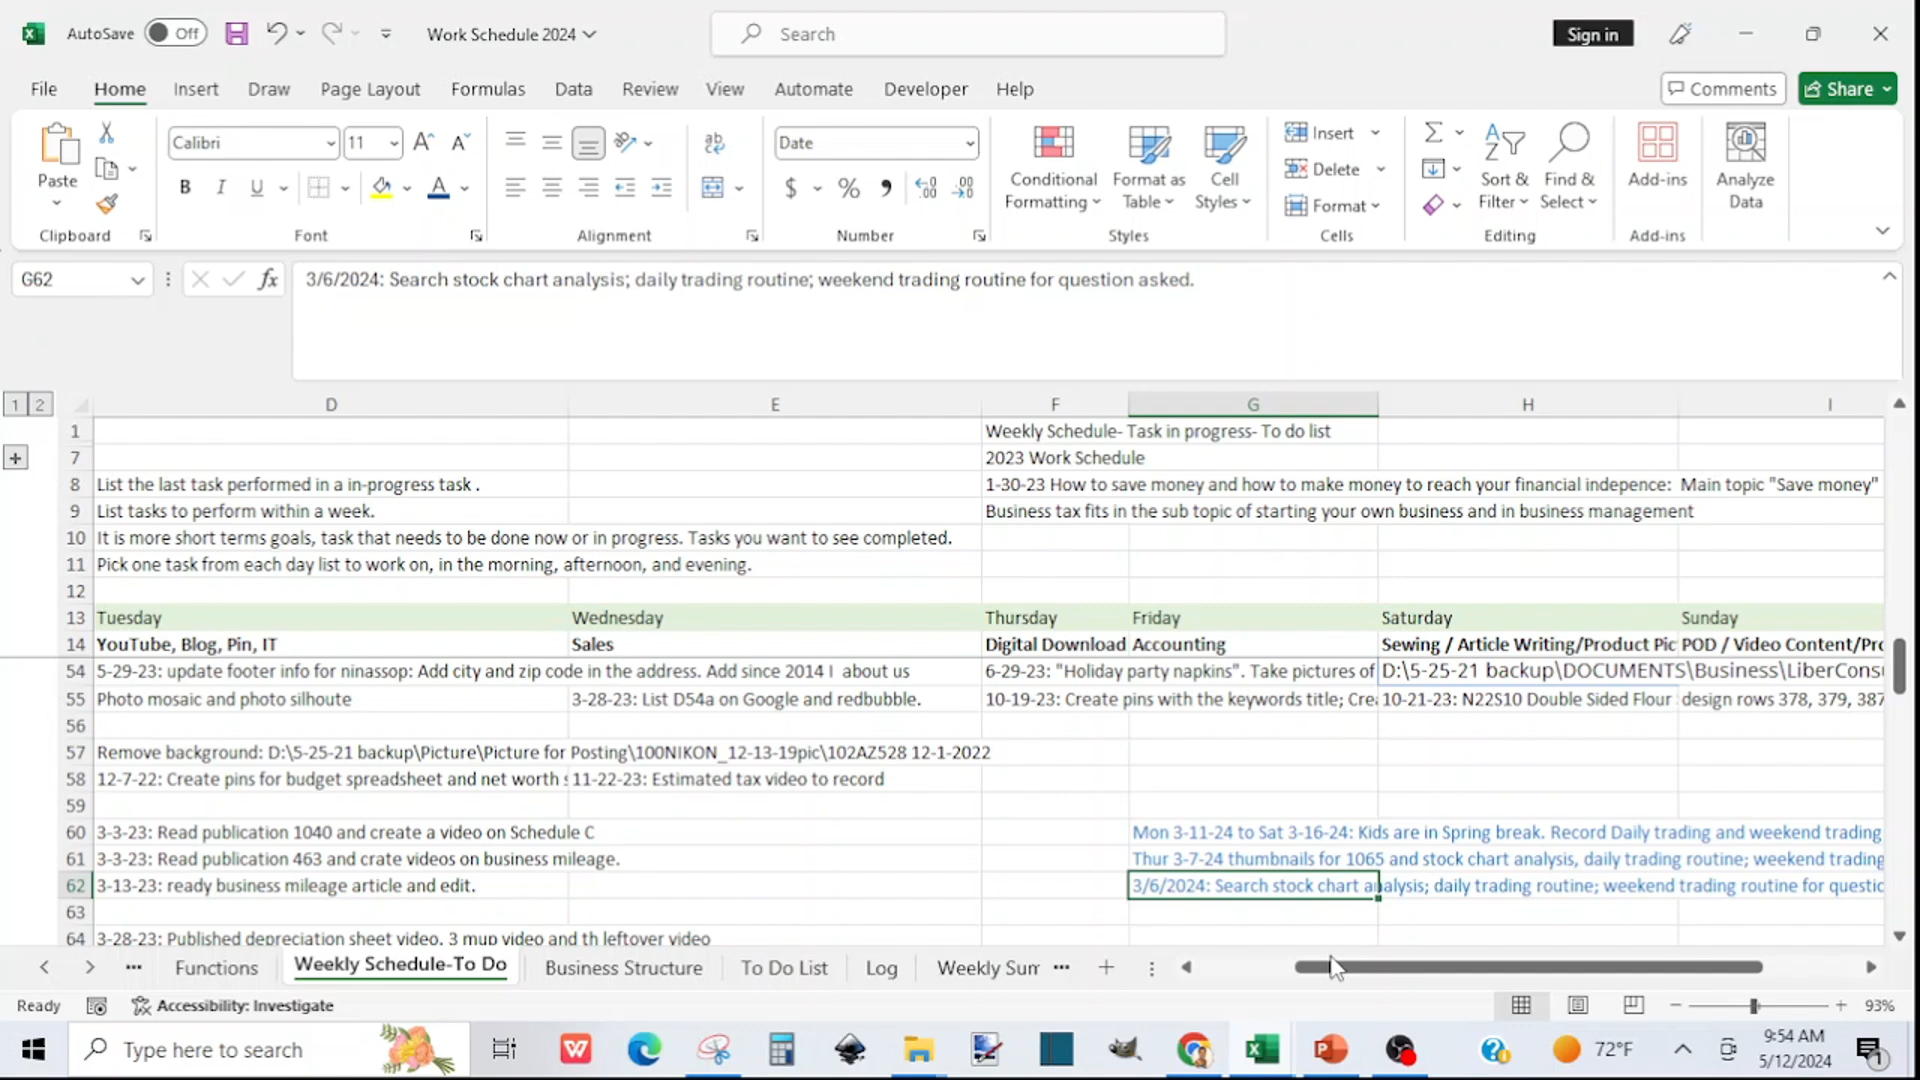 AutoSave Off Work Schedule 2024 Search Sign in
File Home Insert Draw Page Layout Formulas Data Review View Automate Developer Help Comments Share
Paste
Clipboard
Calibri 11
B I U
Font
Alignment
Date
$ % 9
Number
Conditional Formatting
Format as Table
Cell Styles
Styles
Insert
Delete
Format
Cells
Sort & Filter
Find & Select
Editing
Add-ins
Add-ins
Analyze Data
G62 fx 3/6/2024: Search stock chart analysis; daily trading routine; weekend trading routine for question asked.
1 2 D E F G H I
1 Weekly Schedule- Task in progress- To do list
7 2023 Work Schedule
8 List the last task performed in a in-progress task . 1-30-23 How to save money and how to make money to reach your financial indepence: Main topic "Save money"
9 List tasks to perform within a week. Business tax fits in the sub topic of starting your own business and in business management
10 It is more short terms goals, task that needs to be done now or in progress. Tasks you want to see completed.
11 Pick one task from each day list to work on, in the morning, afternoon, and evening.
12
13 Tuesday Wednesday Thursday Friday Saturday Sunday
14 YouTube, Blog, Pin, IT Sales Digital Download Accounting Sewing / Article Writing/Product Pic POD / Video Content/Pro
54 5-29-23: update footer info for ninassop: Add city and zip code in the address. Add since 2014 I about us 6-29-23: "Holiday party napkins". Take pictures of D:\5-25-21 backup\DOCUMENTS\Business\LiberCons
55 Photo mosaic and photo silhoute 3-28-23: List D54a on Google and redbubble. 10-19-23: Create pins with the keywords title; Crea 10-21-23: N22S10 Double Sided Flour design rows 378, 379, 387
56
57 Remove background: D:\5-25-21 backup\Picture\Picture for Posting\100NIKON_12-13-19pic\102AZ528 12-1-2022
58 12-7-22: Create pins for budget spreadsheet and net worth s 11-22-23: Estimated tax video to record
59
60 3-3-23: Read publication 1040 and create a video on Schedule C Mon 3-11-24 to Sat 3-16-24: Kids are in Spring break. Record Daily trading and weekend trading
61 3-3-23: Read publication 463 and crate videos on business mileage. Thur 3-7-24 thumbnails for 1065 and stock chart analysis, daily trading routine; weekend trading
62 3-13-23: ready business mileage article and edit. 3/6/2024: Search stock chart analysis; daily trading routine; weekend trading routine for questio
63
64 3-28-23: Published depreciation sheet video. 3 mup video and th leftover video
Functions Weekly Schedule-To Do Business Structure To Do List Log Weekly Sum
Ready Accessibility: Investigate 93%
Type here to search 72°F 9:54 AM
5/12/2024